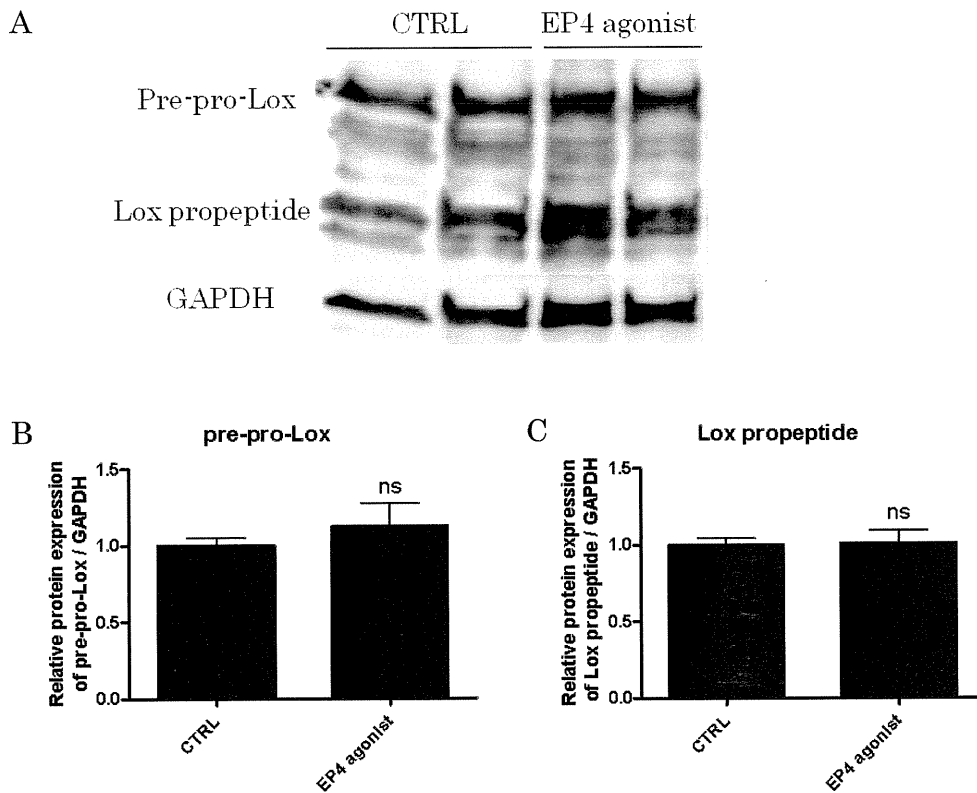 A
CTRL
EP4 agonist
Pre-pro-Lox
Lox propeptide
GAPDH
B
pre-pro-Lox
Relative protein expression
of pre-pro-Lox / GAPDH
1.5
1.0
0.5
0.0
ns
CTRL
EP4 agonist
C
Lox propeptide
Relative protein expression
of Lox propeptide / GAPDH
1.5
1.0
0.5
0.0
ns
CTRL
EP4 agonist